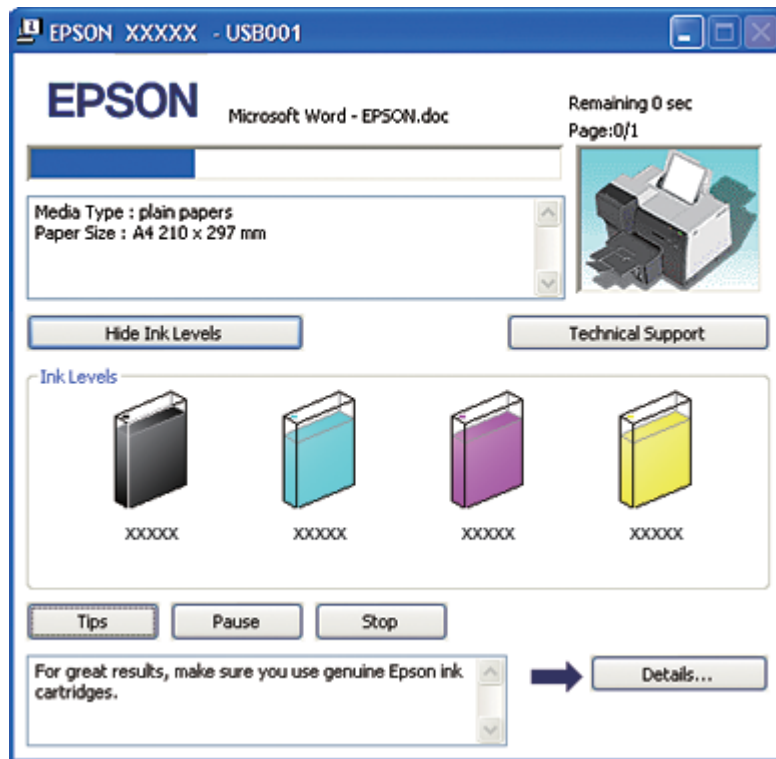 EPSON XXXXX - USB001
EPSON
Microsoft Word - EPSON.doc
Remaining 0 sec
Page:0/1
Media Type : plain papers
Paper Size : A4 210 x 297 mm
Hide Ink Levels
Technical Support
Ink Levels
XXXXX
XXXXX
XXXXX
XXXXX
Tips
Pause
Stop
For great results, make sure you use genuine Epson ink
cartridges.
Details...